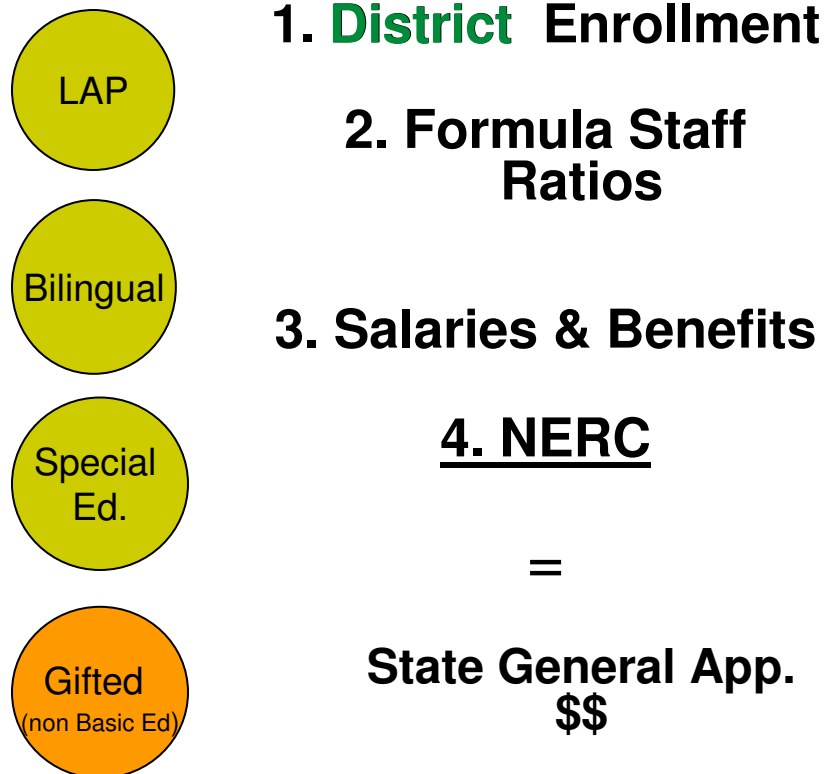 LAP
Bilingual
Special
Ed.
Gifted
(non Basic Ed)
1. District Enrollment
2. Formula Staff
Ratios
3. Salaries & Benefits
4. NERC
=
State General App.
$$